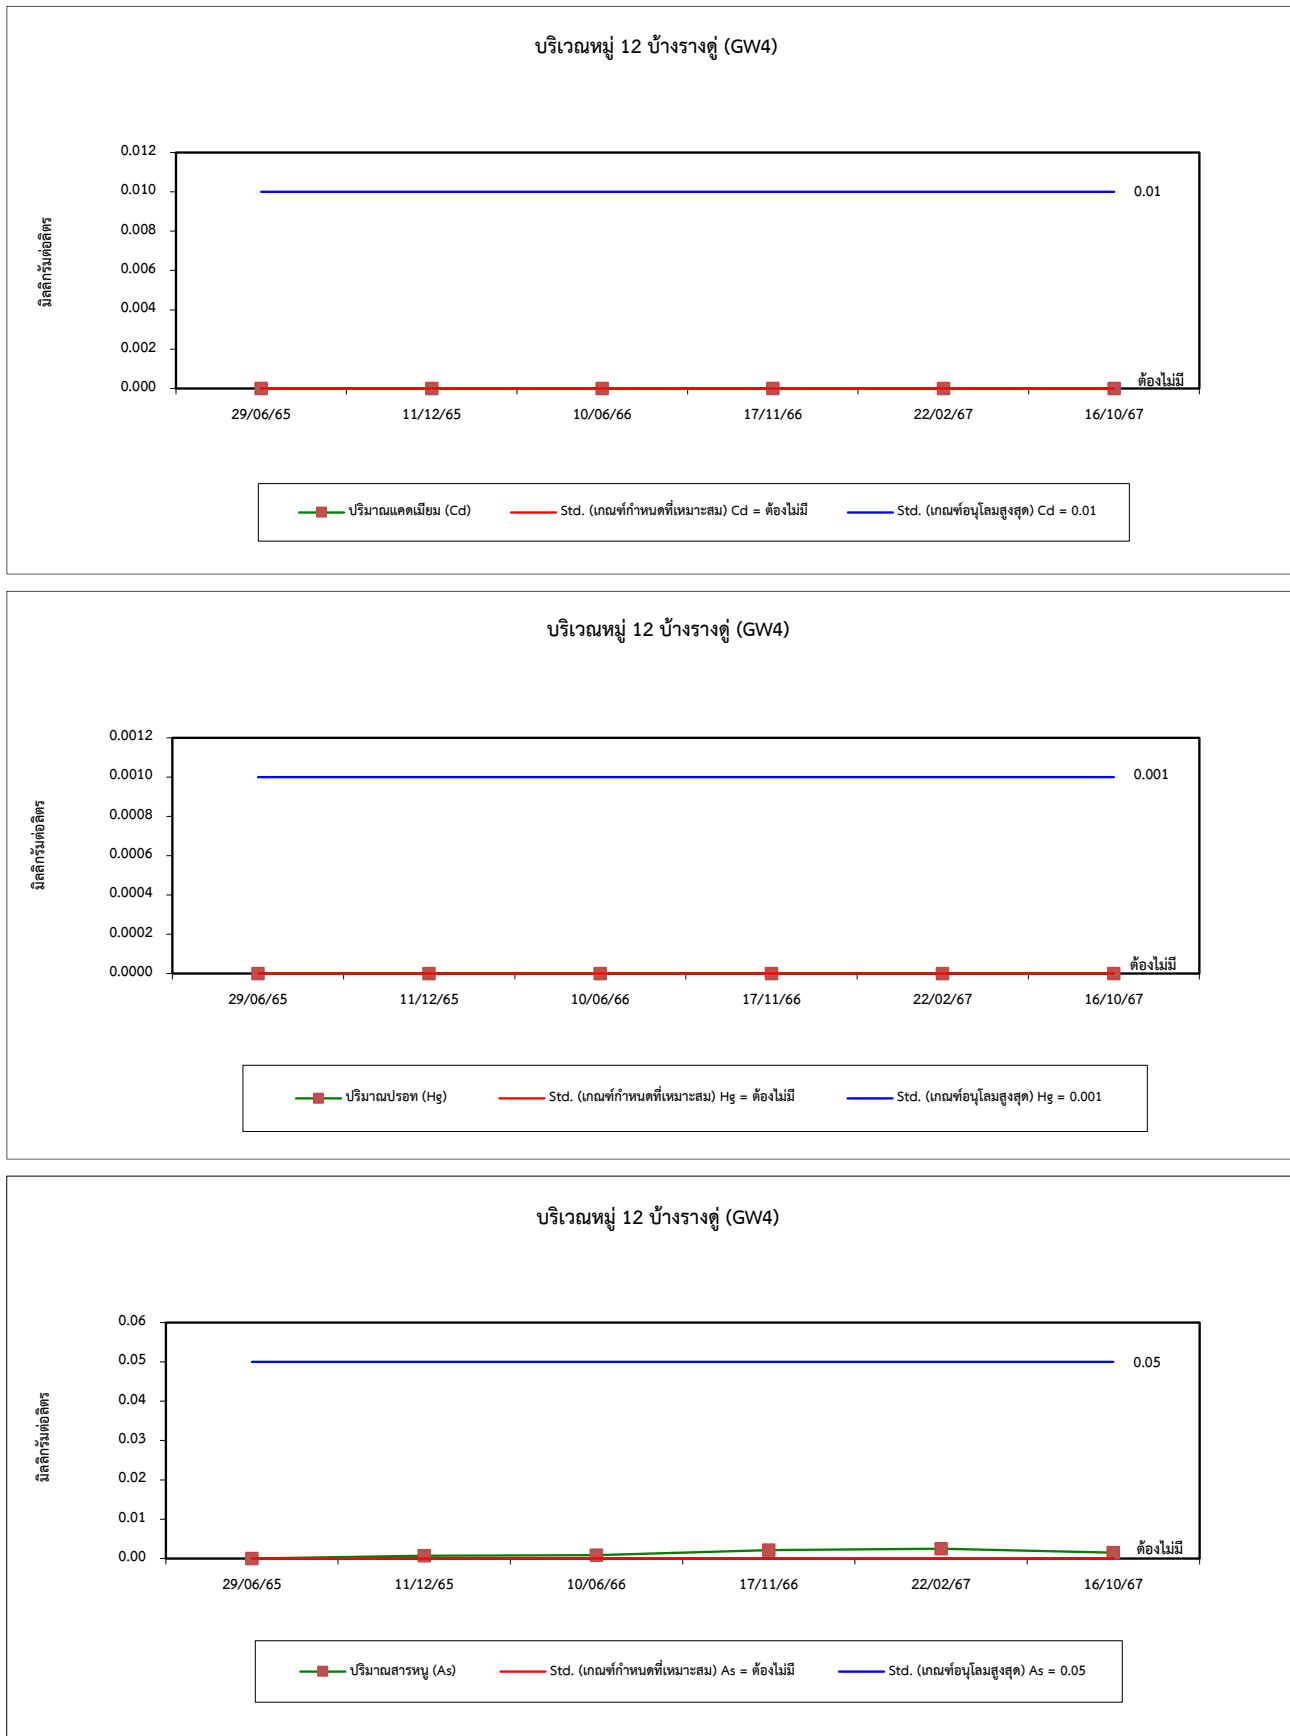 บริเวณหมู่ 12 บ้างรางดู่ (GW4)
มิลลิกรัมต่อลิตร
0.012
0.010
0.008
0.006
0.004
0.002
0.000
0.01
ต้องไม่มี
29/06/65 11/12/65 10/06/66 17/11/66 22/02/67 16/10/67
ปริมาณแคดเมียม (Cd) Std. (เกณฑ์กำหนดที่เหมาะสม) Cd = ต้องไม่มี Std. (เกณฑ์อนุโลมสูงสุด) Cd = 0.01
บริเวณหมู่ 12 บ้างรางดู่ (GW4)
มิลลิกรัมต่อลิตร
0.0012
0.0010
0.0008
0.0006
0.0004
0.0002
0.0000
0.001
ต้องไม่มี
29/06/65 11/12/65 10/06/66 17/11/66 22/02/67 16/10/67
ปริมาณปรอท (Hg) Std. (เกณฑ์กำหนดที่เหมาะสม) Hg = ต้องไม่มี Std. (เกณฑ์อนุโลมสูงสุด) Hg = 0.001
บริเวณหมู่ 12 บ้างรางดู่ (GW4)
มิลลิกรัมต่อลิตร
0.06
0.05
0.04
0.03
0.02
0.01
0.00
0.05
ต้องไม่มี
29/06/65 11/12/65 10/06/66 17/11/66 22/02/67 16/10/67
ปริมาณสารหนู (As) Std. (เกณฑ์กำหนดที่เหมาะสม) As = ต้องไม่มี Std. (เกณฑ์อนุโลมสูงสุด) As = 0.05